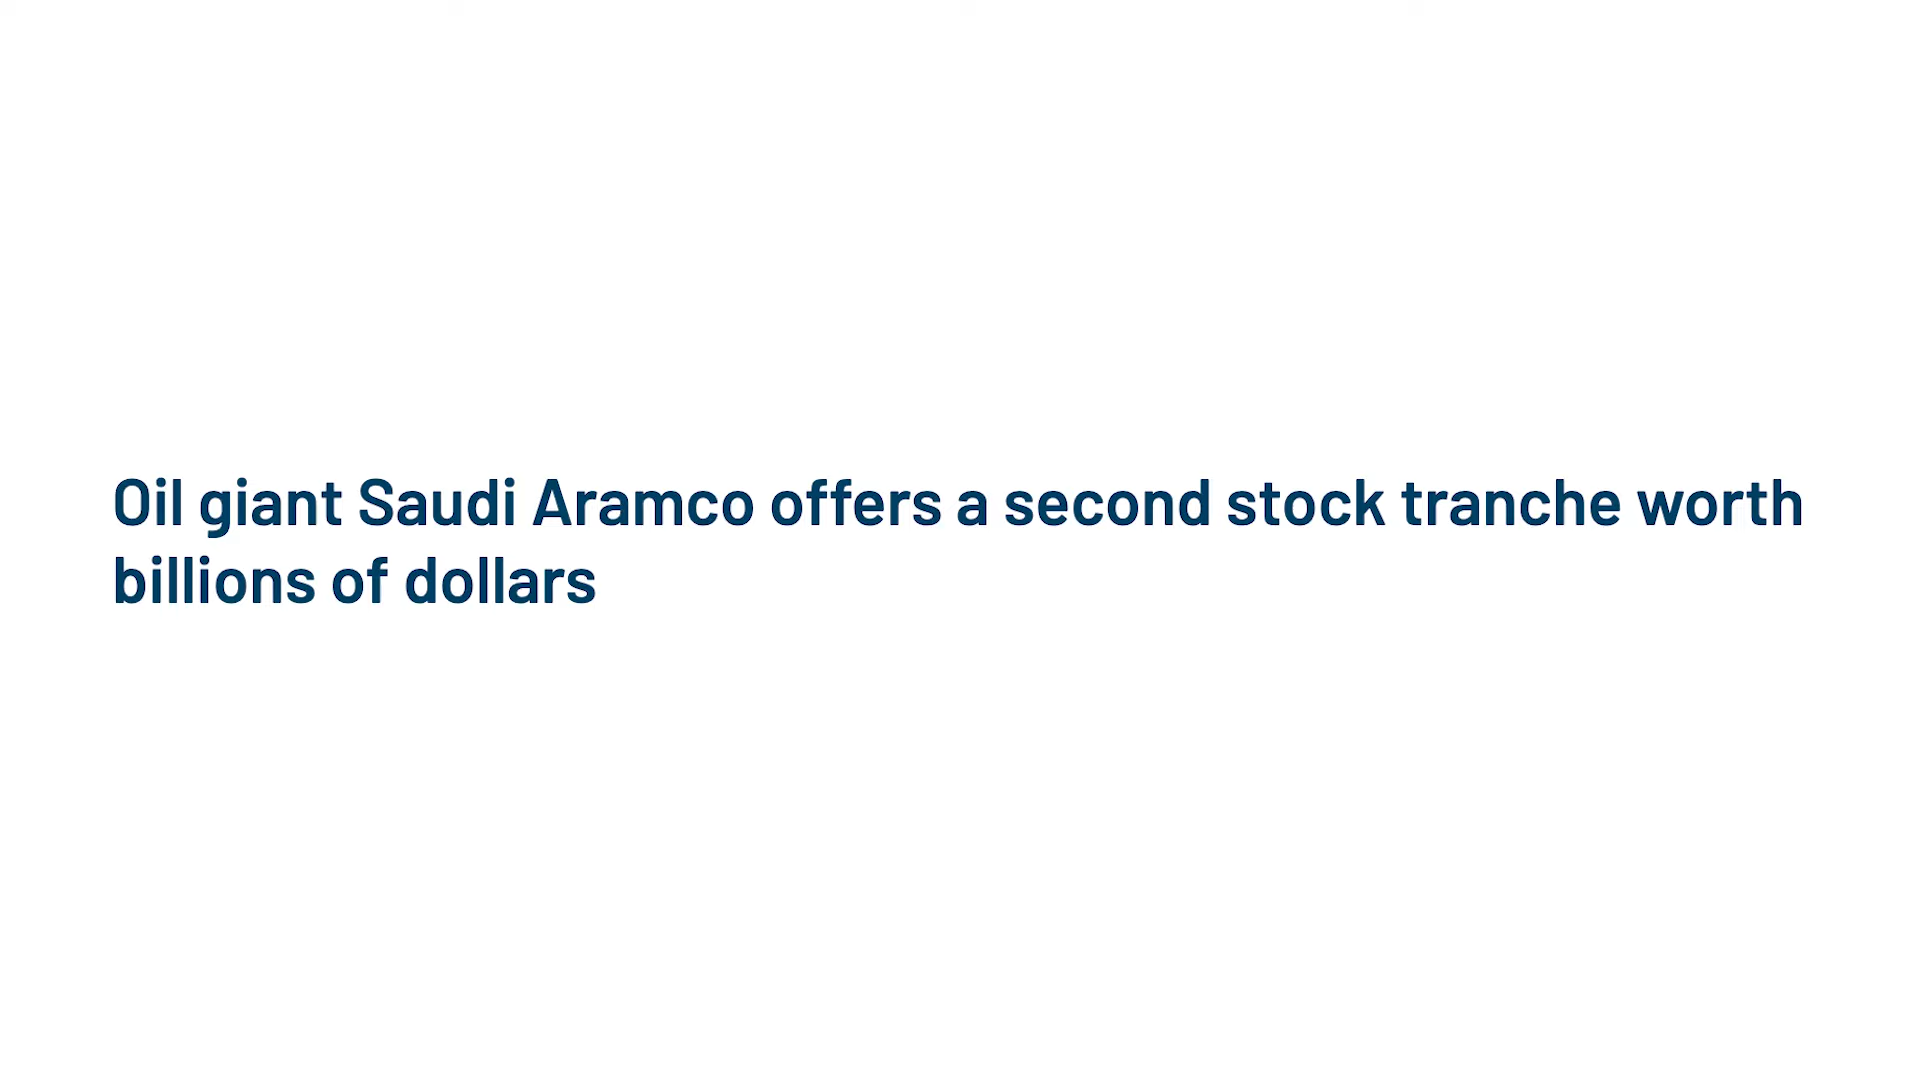 Oil giant Saudi Aramco offers a second stock tranche worth
billions of dollars